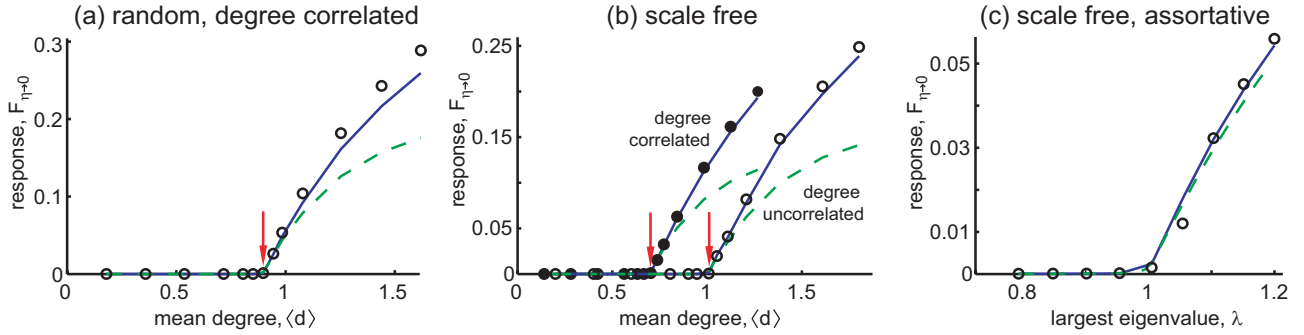 (a) random, degree correlated
0.3
0.2
0.1
0
response, F η→0
0 0.5 1 1.5
mean degree, ⟨d⟩
(b) scale free
0.25
0.15
0.05
0
response, F η→0
degree
correlated
degree
uncorrelated
0 0.5 1 1.5
mean degree, ⟨d⟩
(c) scale free, assortative
0.05
0.03
0.01
0
response, F η→0
0.8 1 1.2
largest eigenvalue, λ